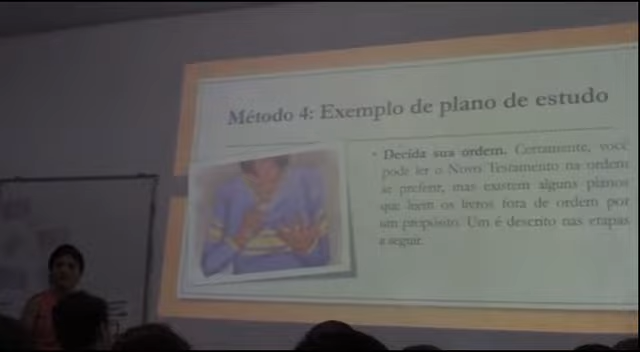 Método 4: Exemplo de plano de estudo
• Decida sua ordem. Certamente, você
pode ler o Novo Testamento na ordem
se preferir, mas existem alguns planos
que leem os livros fora de ordem por
um propósito. Um é descrito nas etapas
a seguir.